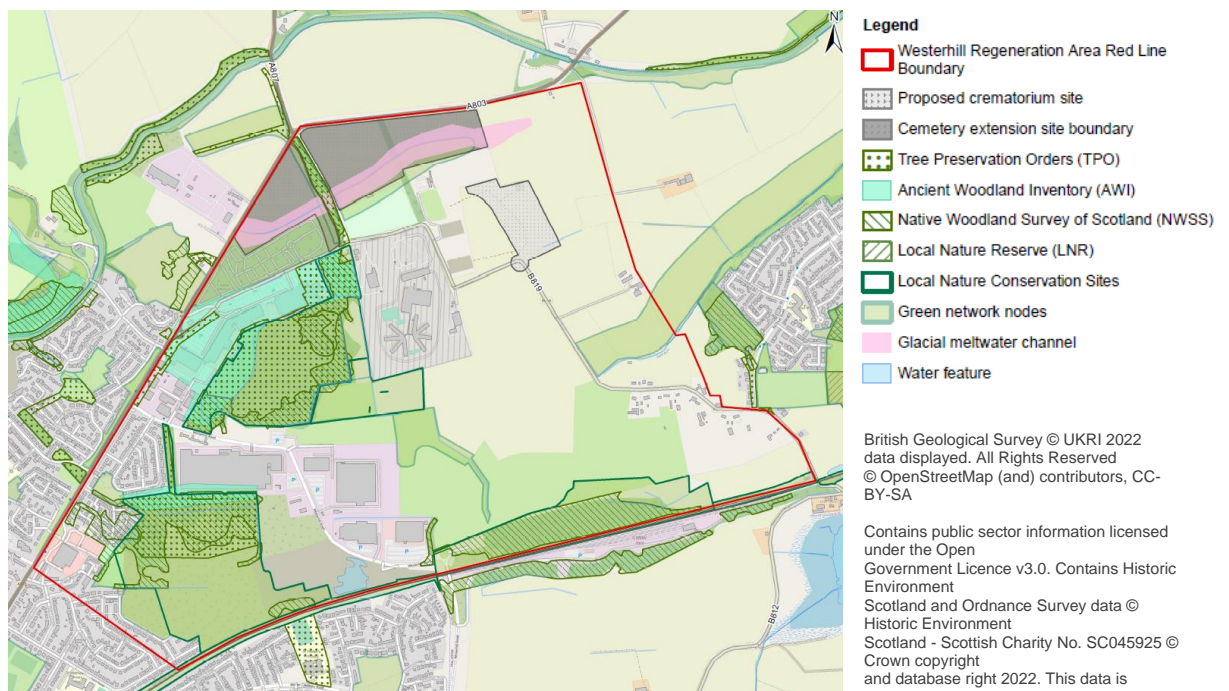 N
A807
A803
B819
B812
P
P
P
P
P
Legend
Westerhill Regeneration Area Red Line
Boundary
Proposed crematorium site
Cemetery extension site boundary
Tree Preservation Orders (TPO)
Ancient Woodland Inventory (AWI)
Native Woodland Survey of Scotland (NWSS)
Local Nature Reserve (LNR)
Local Nature Conservation Sites
Green network nodes
Glacial meltwater channel
Water feature
British Geological Survey © UKRI 2022
data displayed. All Rights Reserved
© OpenStreetMap (and) contributors, CC-
BY-SA
Contains public sector information licensed
under the Open
Government Licence v3.0. Contains Historic
Environment
Scotland and Ordnance Survey data ©
Historic Environment
Scotland - Scottish Charity No. SC045925 ©
Crown copyright
and database right 2022. This data is